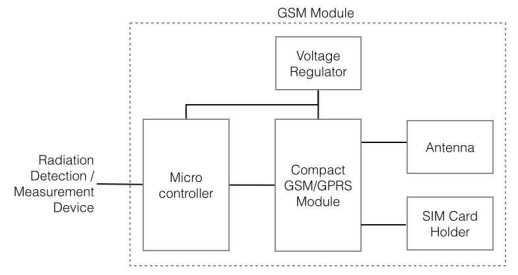 GSM Module
Voltage
Regulator
Radiation
Detection /
Measurement
Device
Micro
controller
Compact
GSM/GPRS
Module
Antenna
SIM Card
Holder